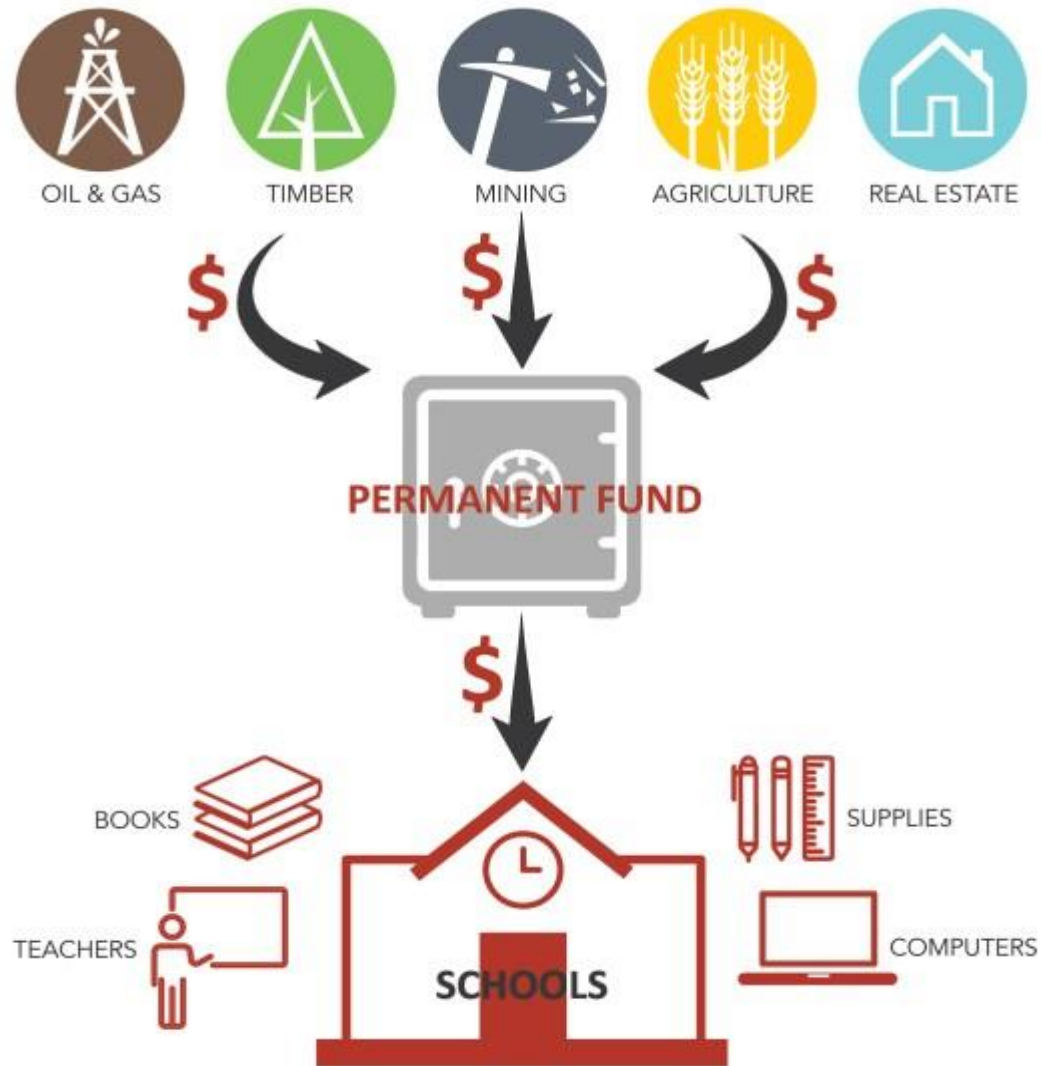 OIL & GAS
TIMBER
MINING
AGRICULTURE
REAL ESTATE
$
$
$
PERMANENT FUND
$
BOOKS
SUPPLIES
TEACHERS
COMPUTERS
SCHOOLS